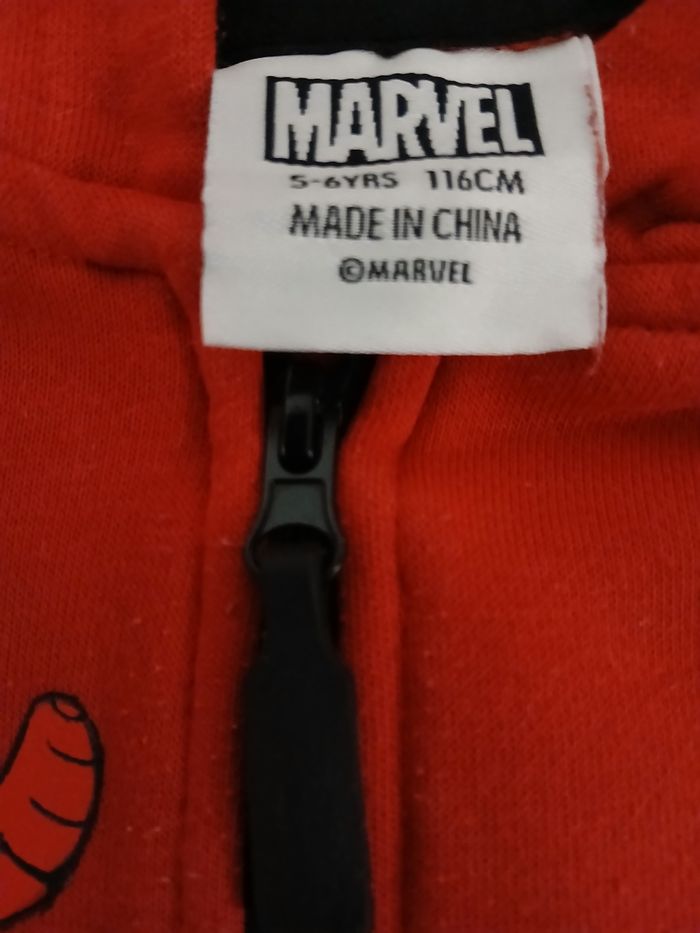 MARVEL
5-6YRS 116CM
MADE IN CHINA
©MARVEL